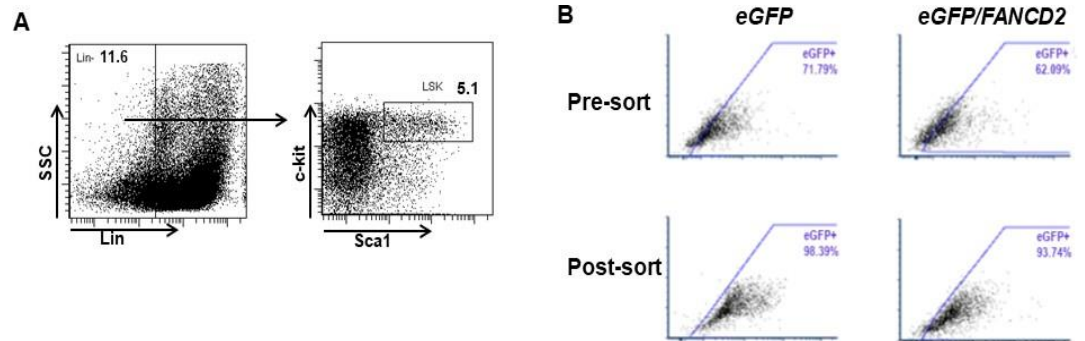 A
Lin- 11.6
SSC
Lin
LSK 5.1
c-kit
Sca1
B
eGFP eGFP/FANCD2
Pre-sort
eGFP+
71.79%
eGFP+
62.09%
Post-sort
eGFP+
98.39%
eGFP+
93.74%